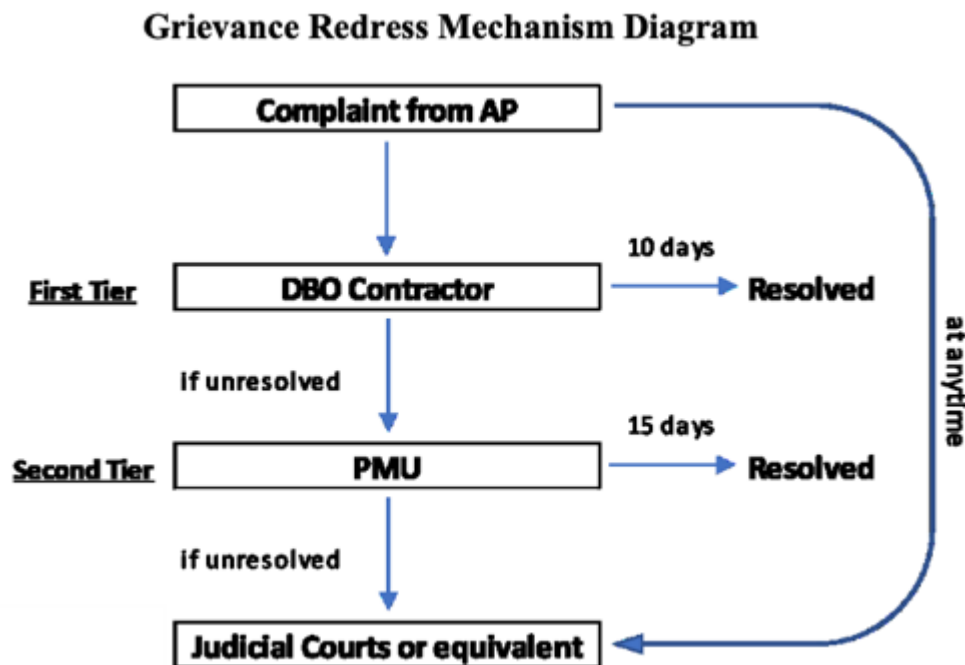 Grievance Redress Mechanism Diagram
Complaint from AP
10 days
First Tier
DBO Contractor
Resolved
if unresolved
at anytime
15 days
Second Tier
PMU
Resolved
if unresolved
Judicial Courts or equivalent